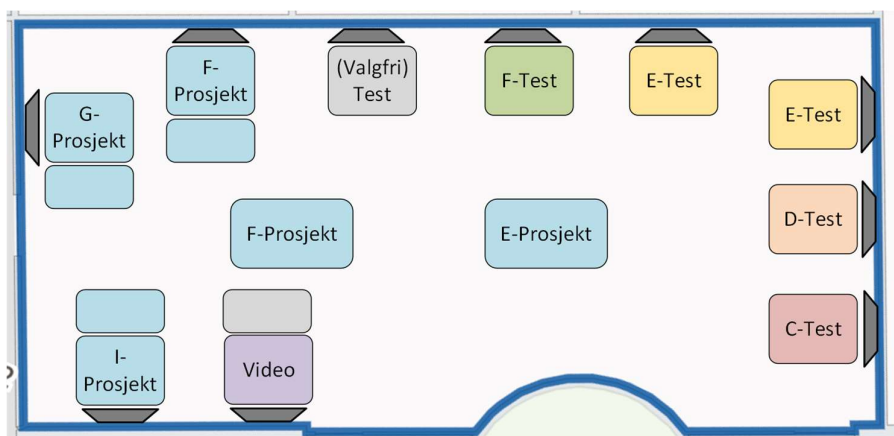 F-
Prosjekt
(Valgfri)
Test
F-Test
E-Test
G-
Prosjekt
E-Test
F-Prosjekt
E-Prosjekt
D-Test
C-Test
I-
Prosjekt
Video
?